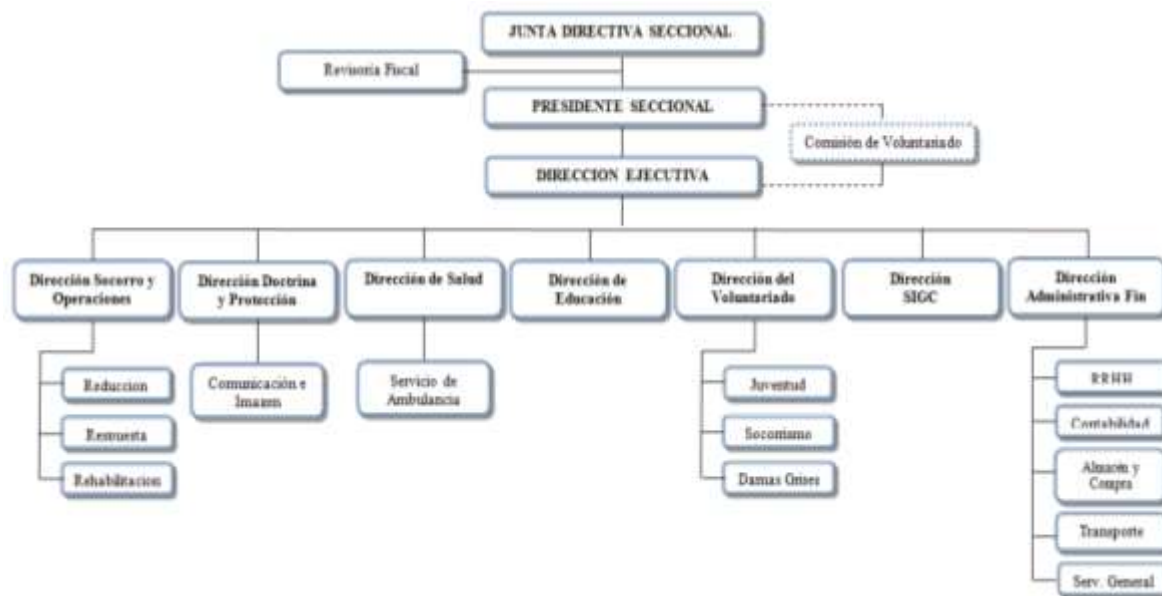 JUNTA DIRECTIVA SECCIONAL
Revisoria Fiscal
PRESIDENTE SECCIONAL
Comisión de Voluntariado
DIRECCION EJECUTIVA
Dirección Socorro y
Operaciones
Dirección Doctrina
y Protección
Dirección de Salud
Dirección de
Educación
Dirección del
Voluntariado
Dirección
SIGC
Dirección
Administrativa Fin
Reduccion
Respuesta
Rehabilitacion
Comunicación e
Imagen
Servicio de
Ambulancia
Juventud
Socorrismo
Damas Grises
RRHH
Contabilidad
Almacén y
Compra
Transporte
Serv. General